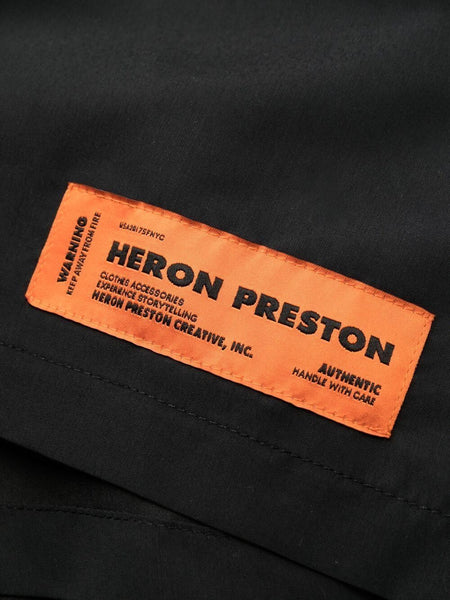 WARNING
KEEP AWAY FROM FIRE
USA2017SFNYC
HERON PRESTON
CLOTHES ACCESSORIES
EXPERIENCE STORYTELLING
HERON PRESTON CREATIVE, INC.
AUTHENTIC
HANDLE WITH CARE